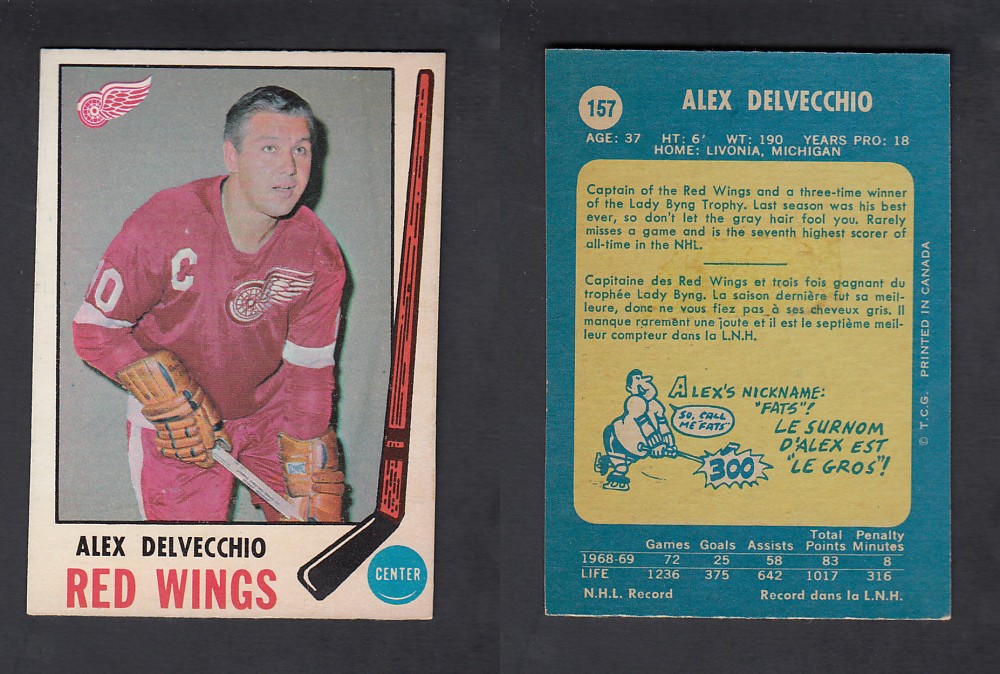 10
C
ALEX DELVECCHIO
RED WINGS
CENTER
157
ALEX DELVECCHIO
AGE: 37 HT: 6' WT: 190 YEARS PRO: 18
HOME: LIVONIA, MICHIGAN
Captain of the Red Wings and a three-time winner
of the Lady Byng Trophy. Last season was his best
ever, so don't let the gray hair fool you. Rarely
misses a game and is the seventh highest scorer of
all-time in the NHL.
Capitaine des Red Wings et trois fois gagnant du
trophée Lady Byng. La saison dernière fut sa meil-
leure, donc ne vous fiez pas à ses cheveux gris. Il
manque rarement une joute et il est le septième meil-
leur compteur dans la L.N.H.
ALEX'S NICKNAME:
"FATS"!
SO, CALL
ME FATS
LE SURNOM
D'ALEX EST
"LE GROS"!
300
© T.C.G. PRINTED IN CANADA
Total Penalty
Games Goals Assists Points Minutes
1968-69 72 25 58 83 8
LIFE 1236 375 642 1017 316
N.H.L. Record Record dans la L.N.H.